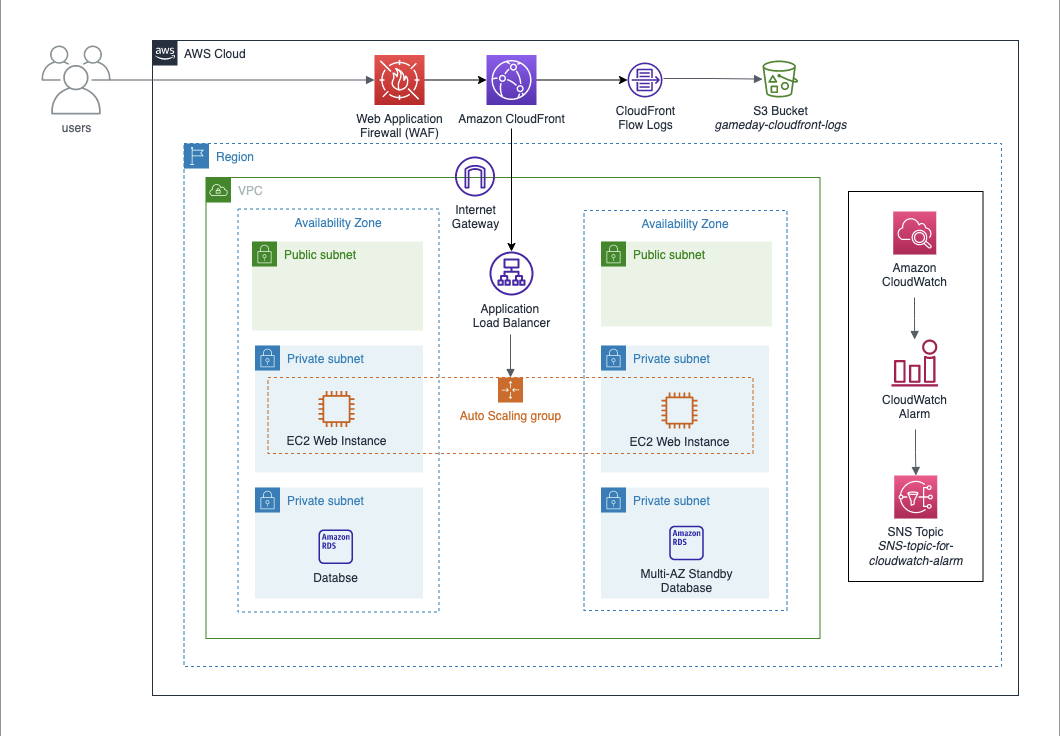 aws
AWS Cloud
users
Web Application
Firewall (WAF)
Amazon CloudFront
CloudFront
Flow Logs
S3 Bucket
gameday-cloudfront-logs
Region
VPC
Internet
Gateway
Availability Zone
Availability Zone
Public subnet
Public subnet
Application
Load Balancer
Amazon
CloudWatch
Private subnet
Private subnet
Auto Scaling group
EC2 Web Instance
EC2 Web Instance
CloudWatch
Alarm
Private subnet
Private subnet
Amazon
RDS
Databse
Amazon
RDS
Multi-AZ Standby
Database
SNS Topic
SNS-topic-for-
cloudwatch-alarm